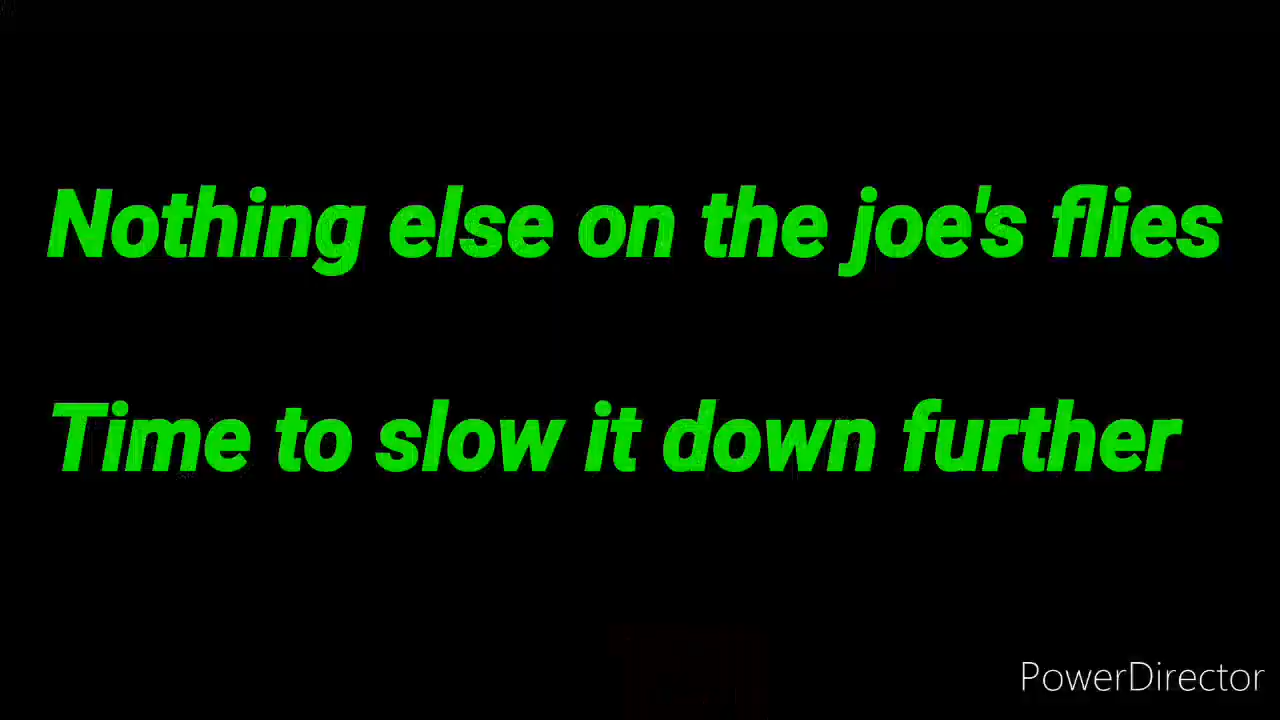 Nothing else on the joe's flies
Time to slow it down further
PowerDirector